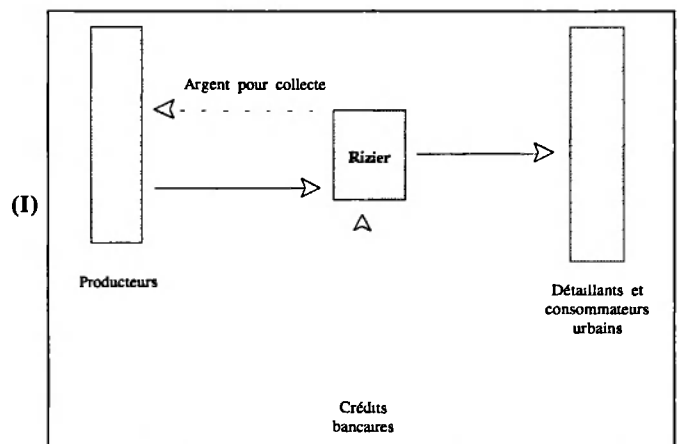 Argent pour collecte
Rizier
(I)
Producteurs
Détaillants et
consommateurs
urbains
Crédits
bancaires